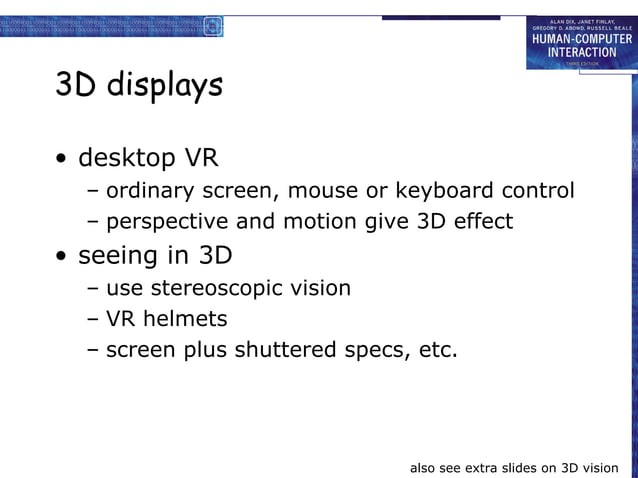 ALAN DIX, JANET FINLAY,
GREGORY D. ABOWD, RUSSELL BEALE
HUMAN-COMPUTER
INTERACTION
THIRD EDITION
3D displays
• desktop VR
– ordinary screen, mouse or keyboard control
– perspective and motion give 3D effect
• seeing in 3D
– use stereoscopic vision
– VR helmets
– screen plus shuttered specs, etc.
also see extra slides on 3D vision